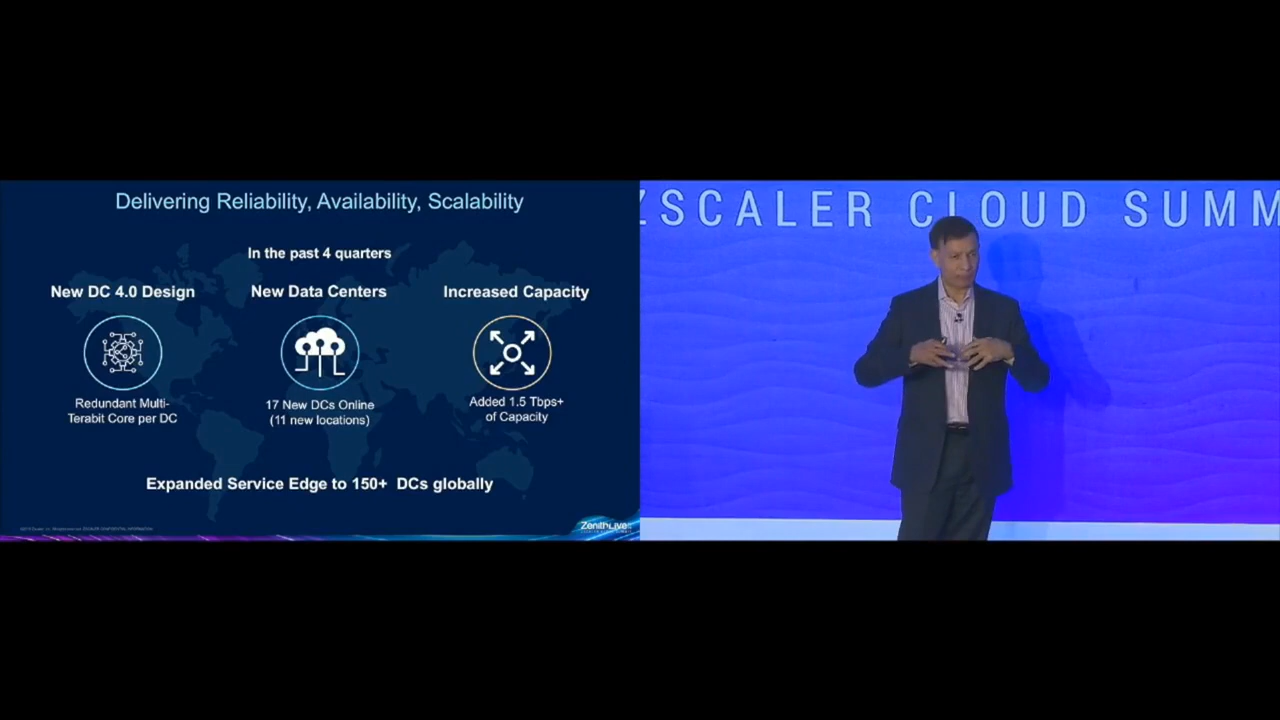 Delivering Reliability, Availability, Scalability
In the past 4 quarters
New DC 4.0 Design
New Data Centers
Increased Capacity
Redundant Multi-
Terabit Core per DC
17 New DCs Online
(11 new locations)
Added 1.5 Tbps+
of Capacity
Expanded Service Edge to 150+ DCs globally
ZenithLive
ZSCALER CLOUD SUMM